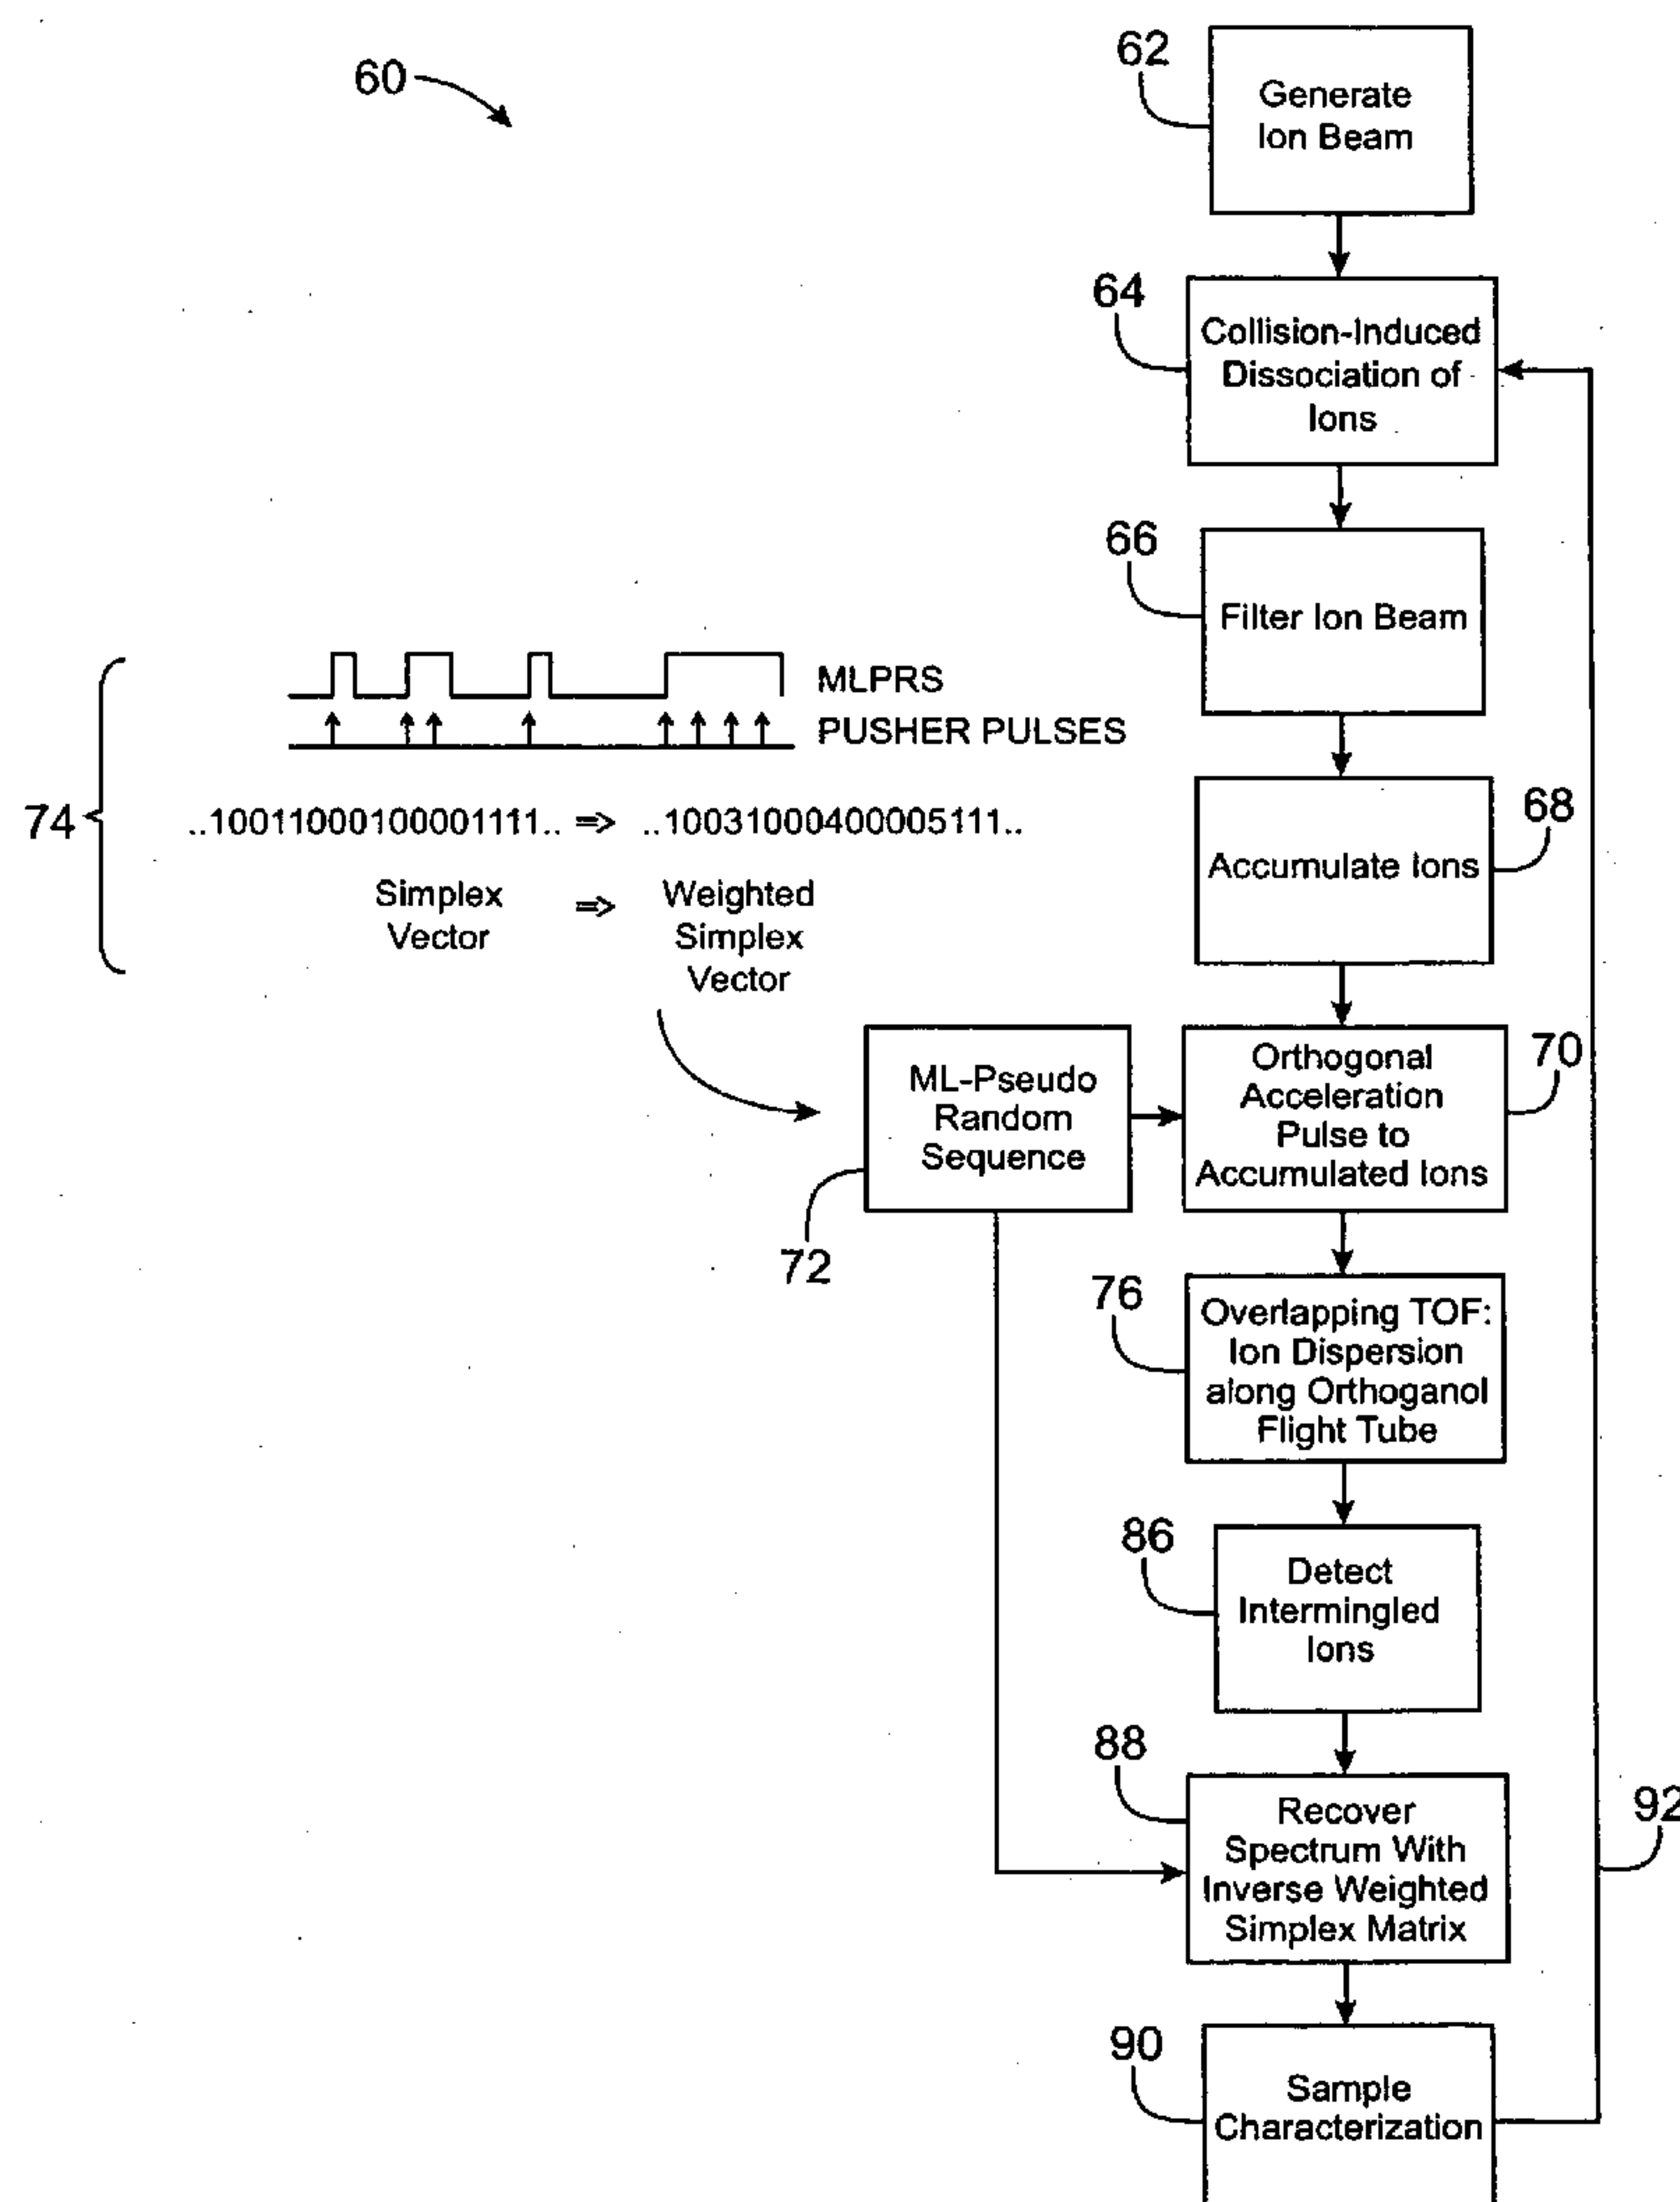 60
62
Generate
Ion Beam
64
Collision-Induced
Dissociation of
Ions
66
Filter Ion Beam
MLPRS
PUSHER PULSES
74
..10011000100001111.. => ..10031000400005111..
Simplex
Vector
=>
Weighted
Simplex
Vector
68
Accumulate Ions
70
Orthogonal
Acceleration
Pulse to
Accumulated Ions
ML-Pseudo
Random
Sequence
72
76
Overlapping TOF:
Ion Dispersion
along Orthoganol
Flight Tube
86
Detect
Intermingled
Ions
88
Recover
Spectrum With
Inverse Weighted
Simplex Matrix
92
90
Sample
Characterization